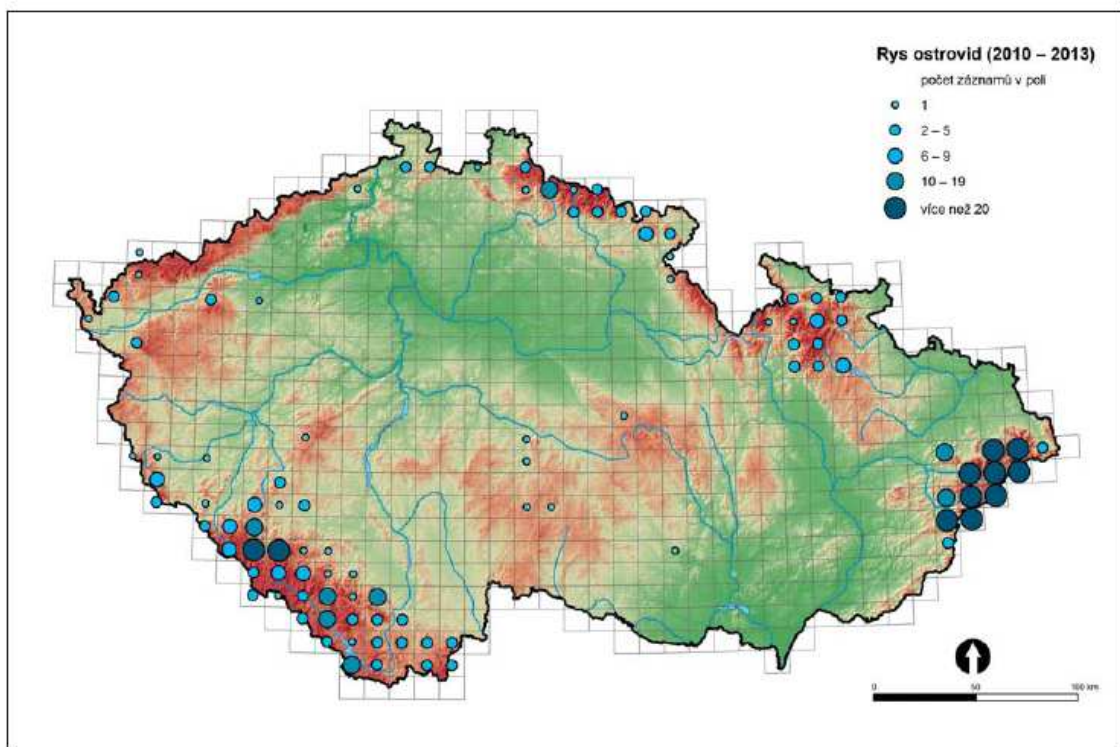 Rys ostrovid (2010 – 2013)
počet záznamů v poli
1
2 – 5
6 – 9
10 – 19
více než 20
0 50 100 km